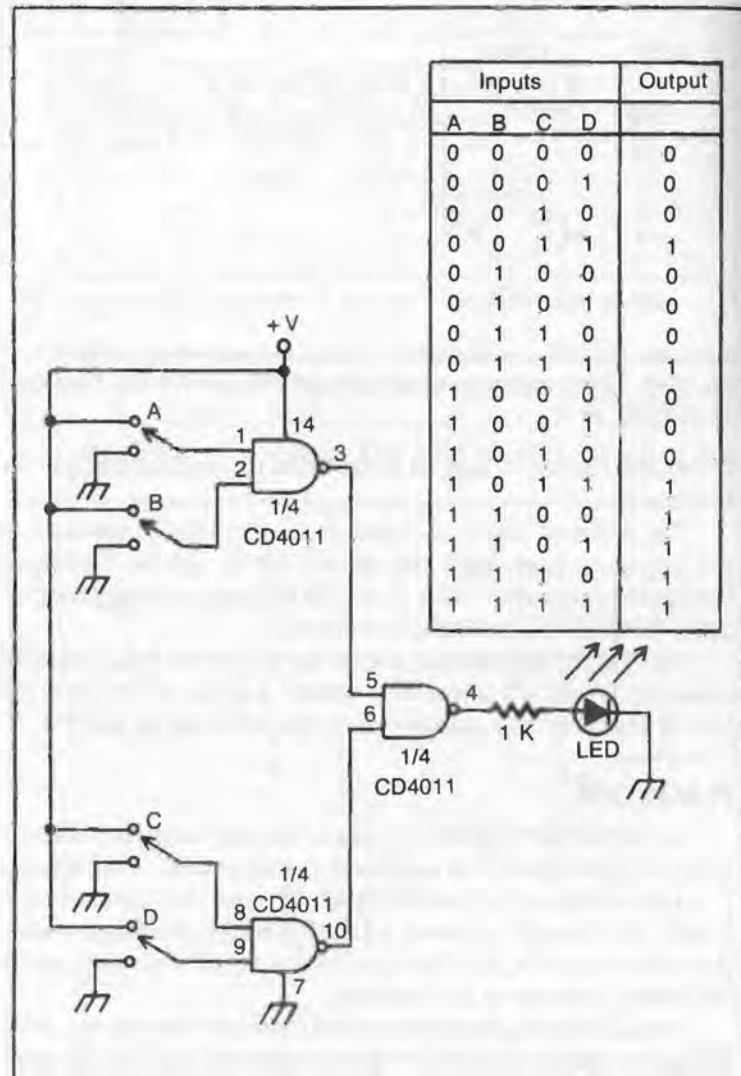 Inputs Output
A B C D
0 0 0 0 0
0 0 0 1 0
0 0 1 0 0
0 0 1 1 1
0 1 0 0 0
0 1 0 1 0
0 1 1 0 0
0 1 1 1 1
1 0 0 0 0
1 0 0 1 0
1 0 1 0 0
1 0 1 1 1
1 1 0 0 1
1 1 0 1 1
1 1 1 0 1
1 1 1 1 1
+ V
A
14
1
3
2
B
1/4
CD4011
5
4
6
1 K
LED
1/4
CD4011
C
1/4
CD4011
D
8
10
9
7